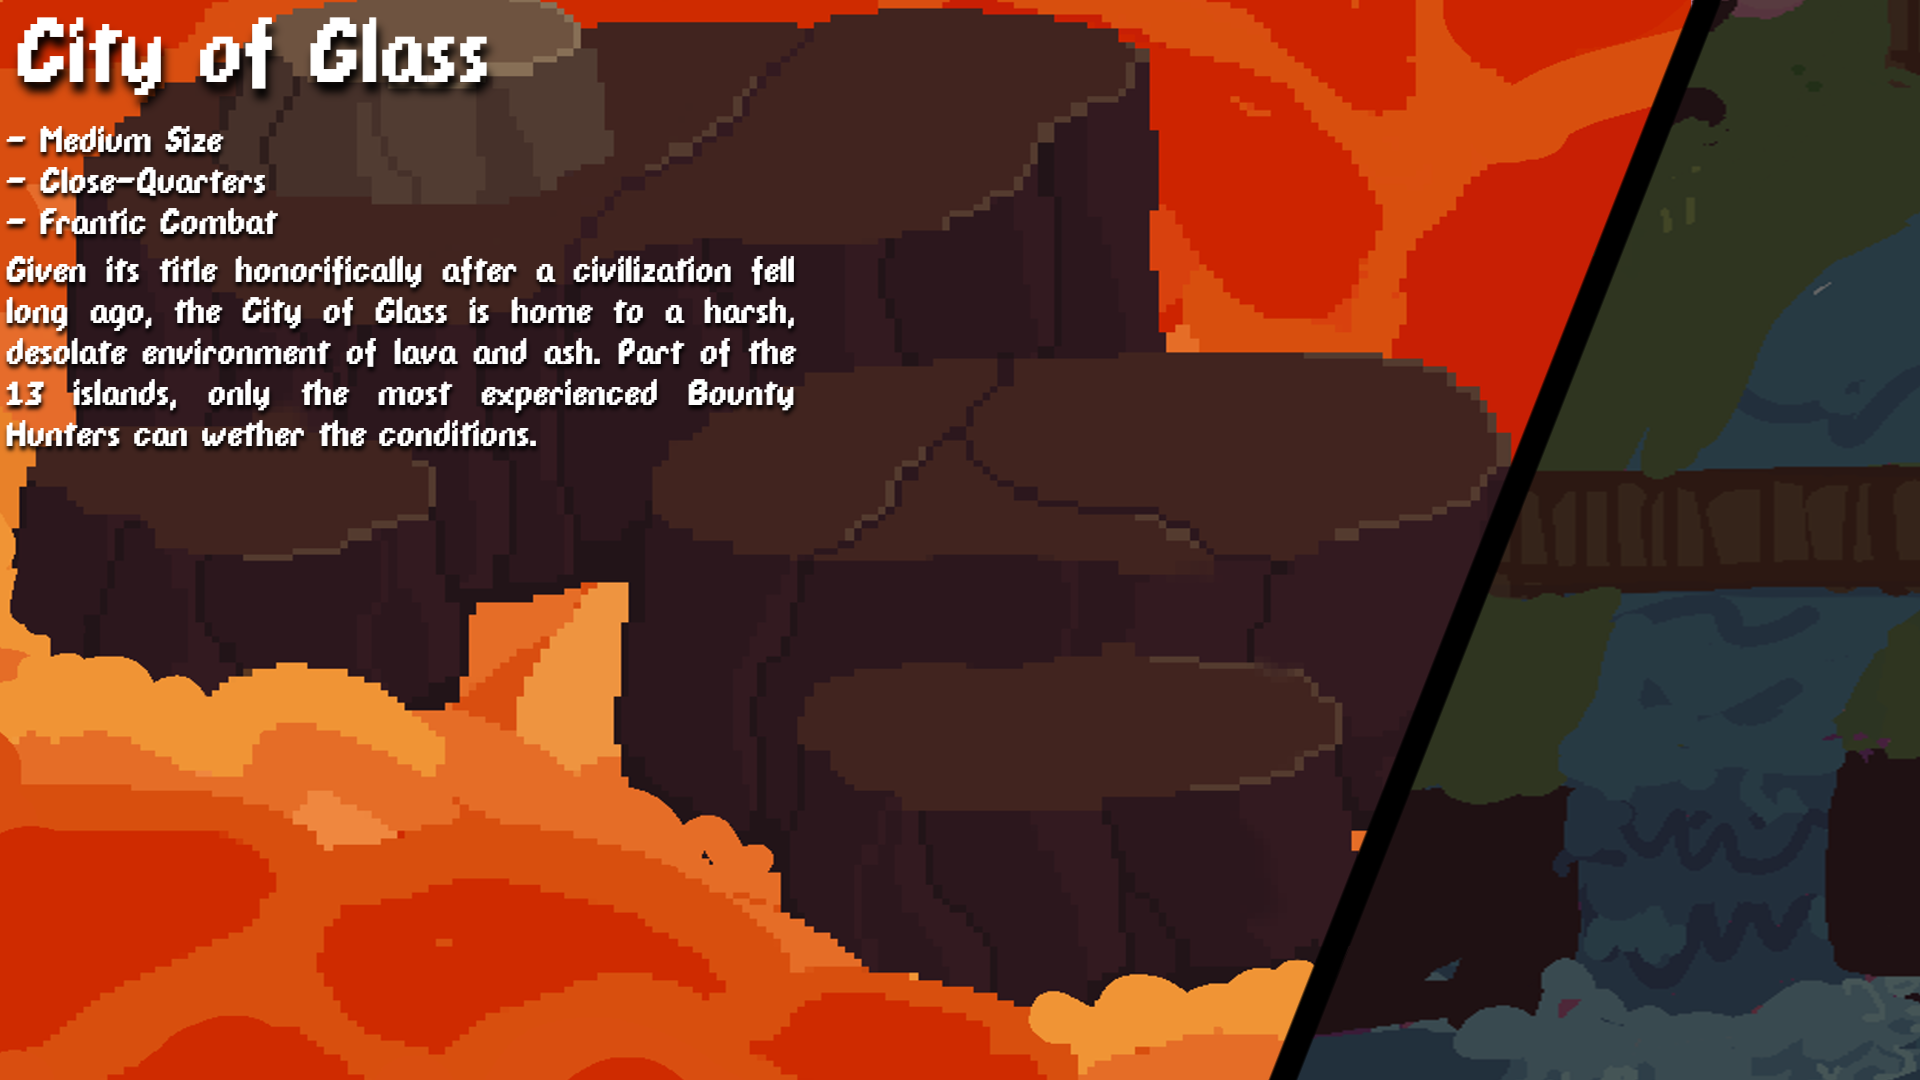 City of Glass
- Medium Size
- Close-Quarters
- Frantic Combat
Given its title honorifically after a civilization fell
long ago, the City of Glass is home to a harsh,
desolate environment of lava and ash. Part of the
13 islands, only the most experienced Bounty
Hunters can wether the conditions.